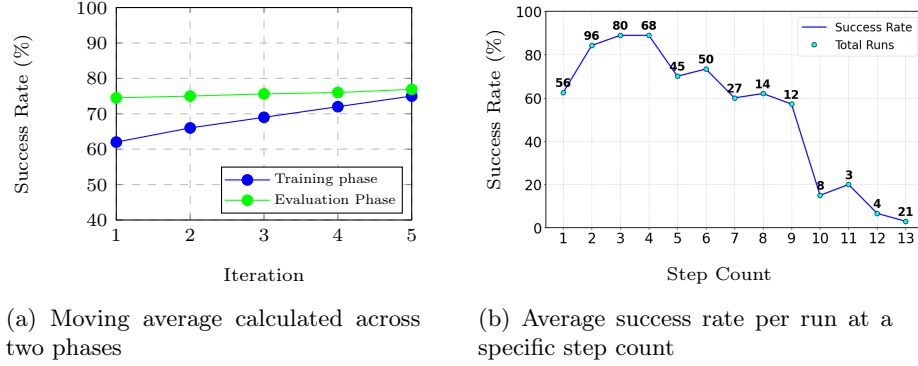 100
90
80
70
60
50
40
Success Rate (%)
Training phase
Evaluation Phase
1 2 3 4 5
Iteration
(a) Moving average calculated across
two phases
100
80
60
40
20
0
Success Rate (%)
Success Rate
Total Runs
56 96 80 68 45 50 27 14 12 8 3 4 21
1 2 3 4 5 6 7 8 9 10 11 12 13
Step Count
(b) Average success rate per run at a
specific step count